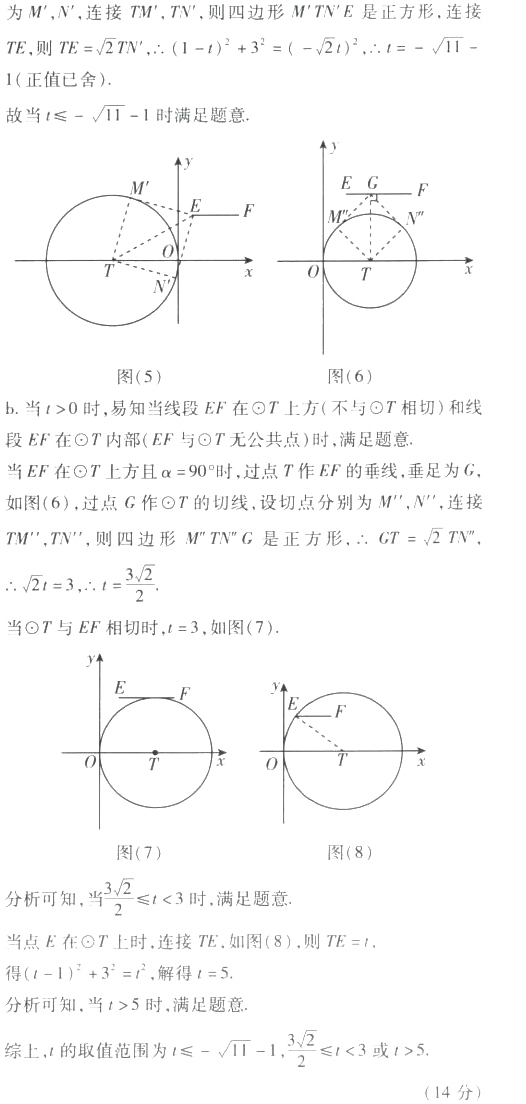 为 M′,N′,连接 TM′,TN′,则四边形 M′TN′E 是正方形,连接
TE,则 TE=√2TN′,∴(1-t)²+3²=(-√2t)²,∴t=-√11-
1(正值已舍).
故当 t≤-√11-1时满足题意.
y
M′
E
F
O
T
N′
x
y
E
G
F
M″
N″
O
T
x
图(5)
图(6)
b.当 t>0 时,易知当线段 EF 在⊙T 上方(不与⊙T 相切)和线
段 EF 在⊙T 内部(EF 与⊙T 无公共点)时,满足题意.
当 EF 在⊙T 上方且 α=90°时,过点 T 作 EF 的垂线,垂足为 G,
如图(6),过点 G 作⊙T 的切线,设切点分别为 M′′,N′′,连接
TM′′,TN′′,则四边形 M″TN″G 是正方形,∴ GT=√2 TN″,
∴√2t=3,∴t=3√2/2.
当⊙T 与 EF 相切时,t=3,如图(7).
y
E
F
O
T
x
y
E
F
O
T
x
图(7)
图(8)
分析可知,当3√2/2≤t<3 时,满足题意.
当点 E 在⊙T 上时,连接 TE,如图(8),则 TE=t,
得(t-1)²+3²=t²,解得 t=5.
分析可知,当 t>5 时,满足题意.
综上,t 的取值范围为 t≤-√11-1,3√2/2≤t<3 或 t>5.
(14 分)